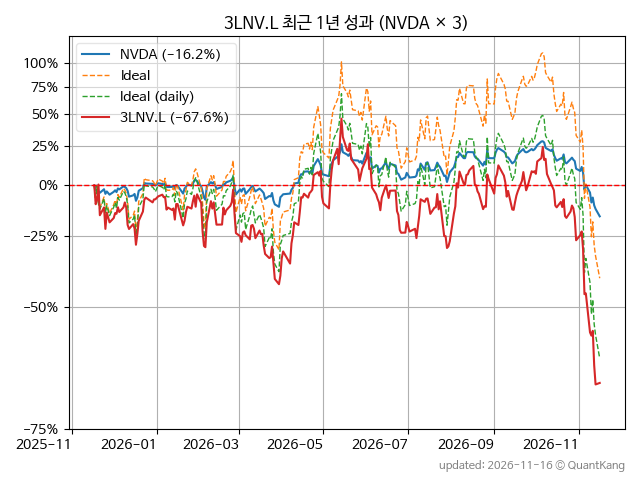 3LNV.L 최근 1년 성과 (NVDA × 3)
NVDA (−16.2%)
Ideal
Ideal (daily)
3LNV.L (−67.6%)
100%
75%
50%
25%
0%
−25%
−50%
−75%
2025-11
2026-01
2026-03
2026-05
2026-07
2026-09
2026-11
updated: 2026-11-16 ⓒ QuantKang